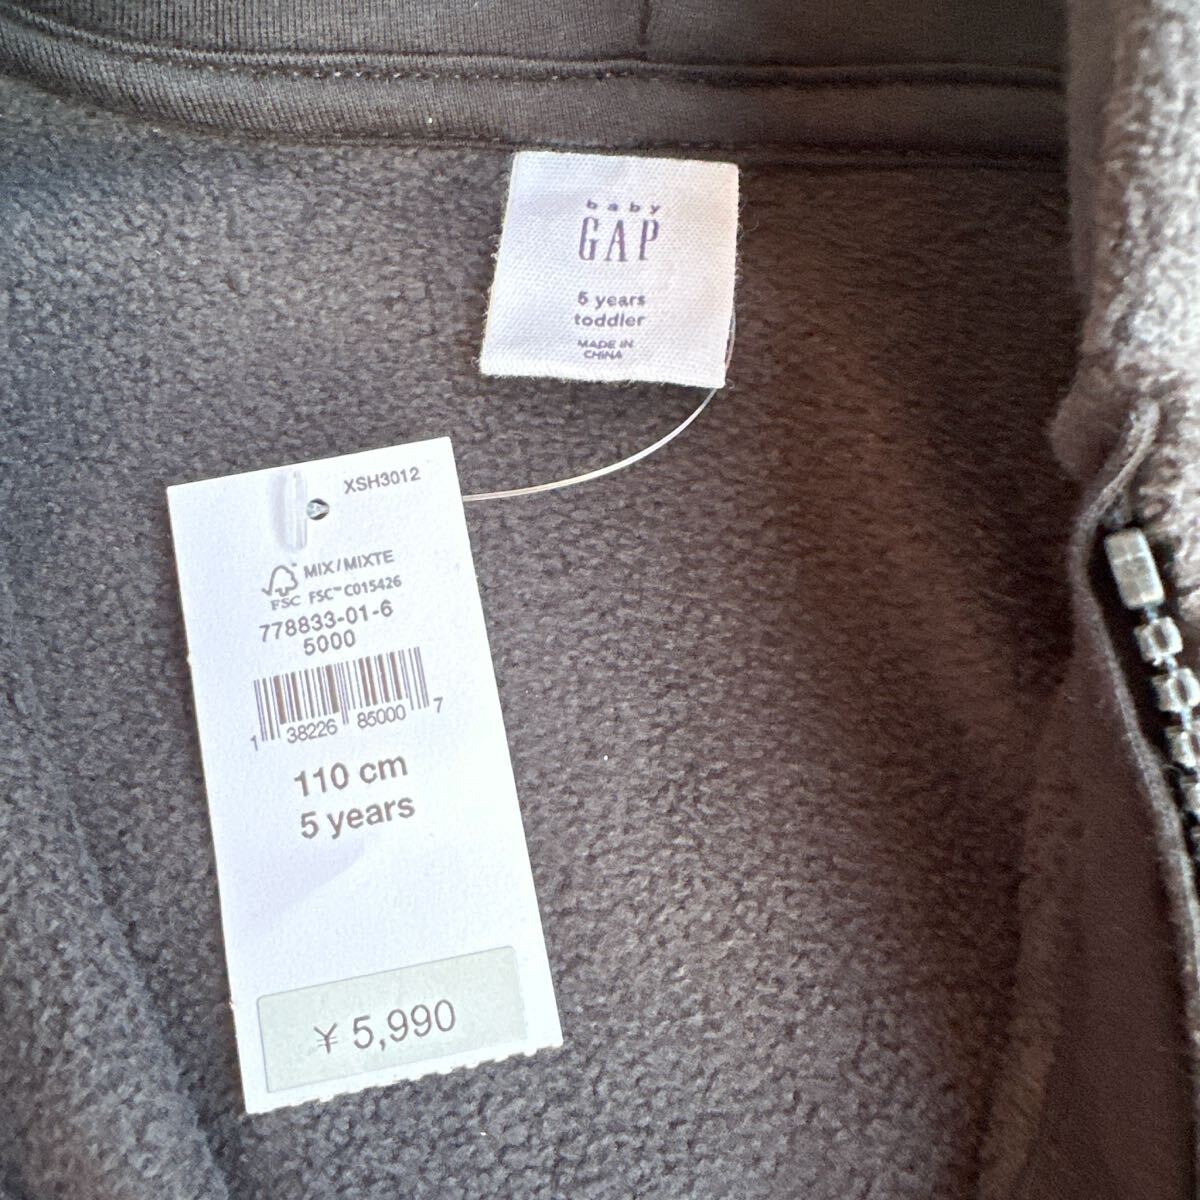 baby
GAP
5 years
toddler
MADE IN
CHINA
XSH3012
MIX/MIXTE
FSC FSC™ C015426
778833-01-6
5000
1 38226 85000 7
110 cm
5 years
¥ 5,990